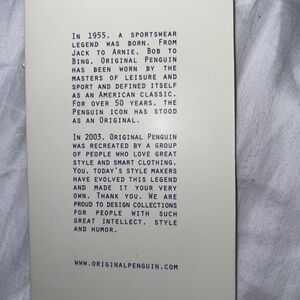 In 1955, a sportswear
legend was born. From
Jack to Arnie, Bob to
Bing, Original Penguin
has been worn by the
masters of leisure and
sport and defined itself
as an American classic.
For over 50 years, the
Penguin icon has stood
as an Original.
In 2003, Original Penguin
was recreated by a group
of people who love great
style and smart clothing.
You, today's style makers
have evolved this legend
and made it your very
own. Thank you. We are
proud to design collections
for people with such
great intellect, style
and humor.
www.originalpenguin.com